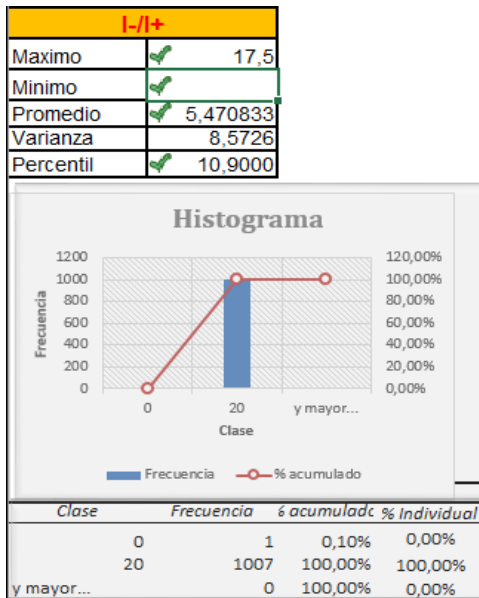 I-/I+
Maximo 17,5
Minimo
Promedio 5,470833
Varianza 8,5726
Percentil 10,9000
Histograma
1200 120,00%
1000 100,00%
800 80,00%
600 60,00%
400 40,00%
200 20,00%
0 0,00%
Frecuencia
0 20 y mayor...
Clase
Frecuencia % acumulado
Clase Frecuencia % acumulado % Individual
0 1 0,10% 0,00%
20 1007 100,00% 100,00%
y mayor... 0 100,00% 0,00%